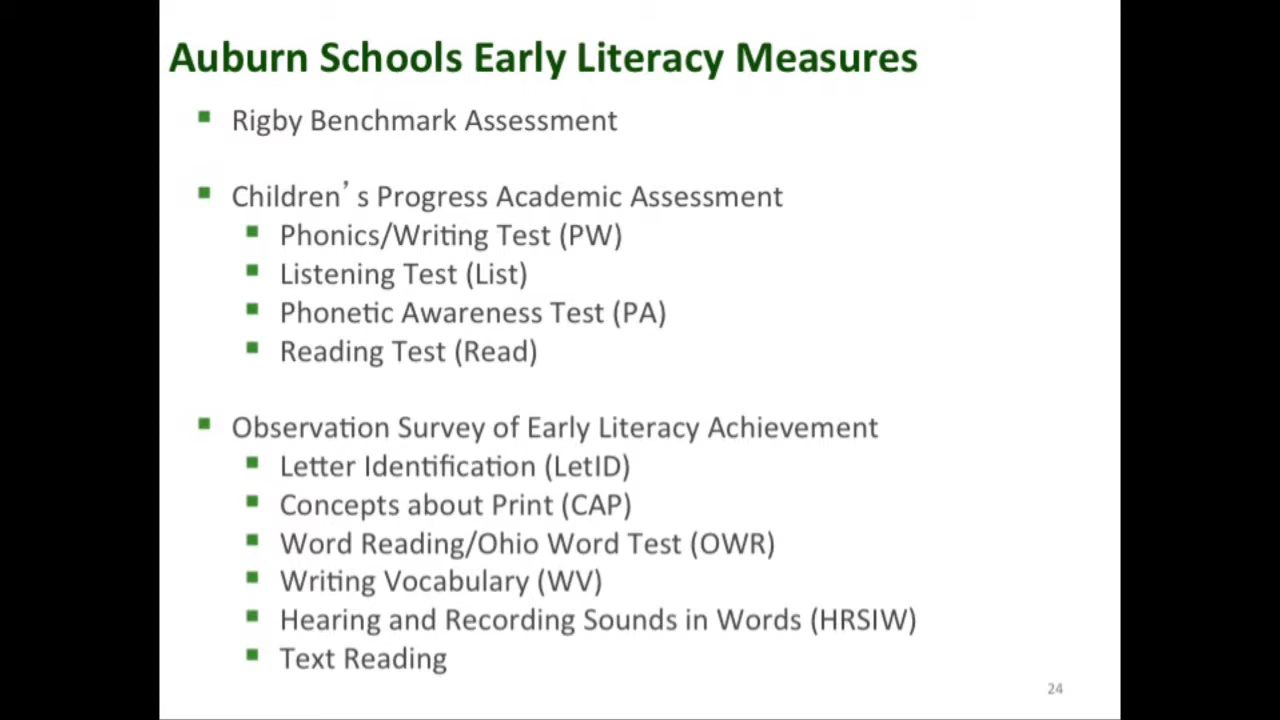 Auburn Schools Early Literacy Measures
Rigby Benchmark Assessment
Children’s Progress Academic Assessment
Phonics/Writing Test (PW)
Listening Test (List)
Phonetic Awareness Test (PA)
Reading Test (Read)
Observation Survey of Early Literacy Achievement
Letter Identification (LetID)
Concepts about Print (CAP)
Word Reading/Ohio Word Test (OWR)
Writing Vocabulary (WV)
Hearing and Recording Sounds in Words (HRSIW)
Text Reading
24